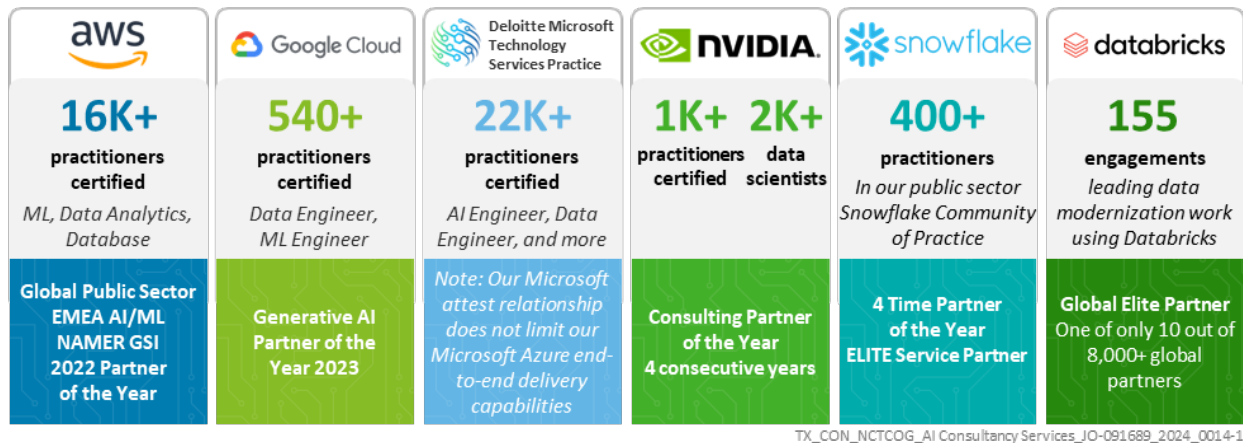 aws
16K+
practitioners
certified
ML, Data Analytics,
Database
Global Public Sector
EMEA AI/ML
NAMER GSI
2022 Partner
of the Year
Google Cloud
540+
practitioners
certified
Data Engineer,
ML Engineer
Generative AI
Partner of the
Year 2023
Deloitte Microsoft
Technology
Services Practice
22K+
practitioners
certified
AI Engineer, Data
Engineer, and more
Note: Our Microsoft
attest relationship
does not limit our
Microsoft Azure end-
to-end delivery
capabilities
NVIDIA.
1K+ 2K+
practitioners data
certified scientists
Consulting Partner
of the Year
4 consecutive years
snowflake
400+
practitioners
In our public sector
Snowflake Community
of Practice
4 Time Partner
of the Year
ELITE Service Partner
databricks
155
engagements
leading data
modernization work
using Databricks
Global Elite Partner
One of only 10 out of
8,000+ global
partners
TX_CON_NCTCOG_AI Consultancy Services_JO-091689_2024_0014-1